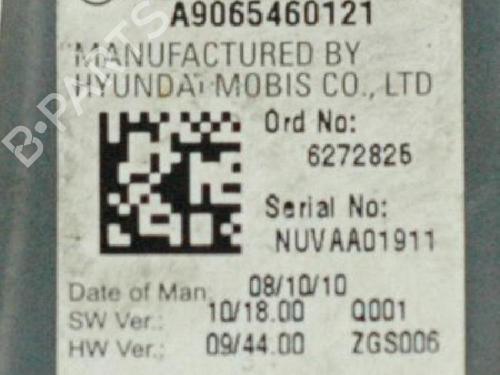 A9065460121
MANUFACTURED BY
HYUNDAI MOBIS CO., LTD
Ord No:
6272825
Serial No:
NUVAA01911
Date of Man. 08/10/10
SW Ver.: 10/18.00 Q001
HW Ver.: 09/44.00 ZGS006
B-PARTS